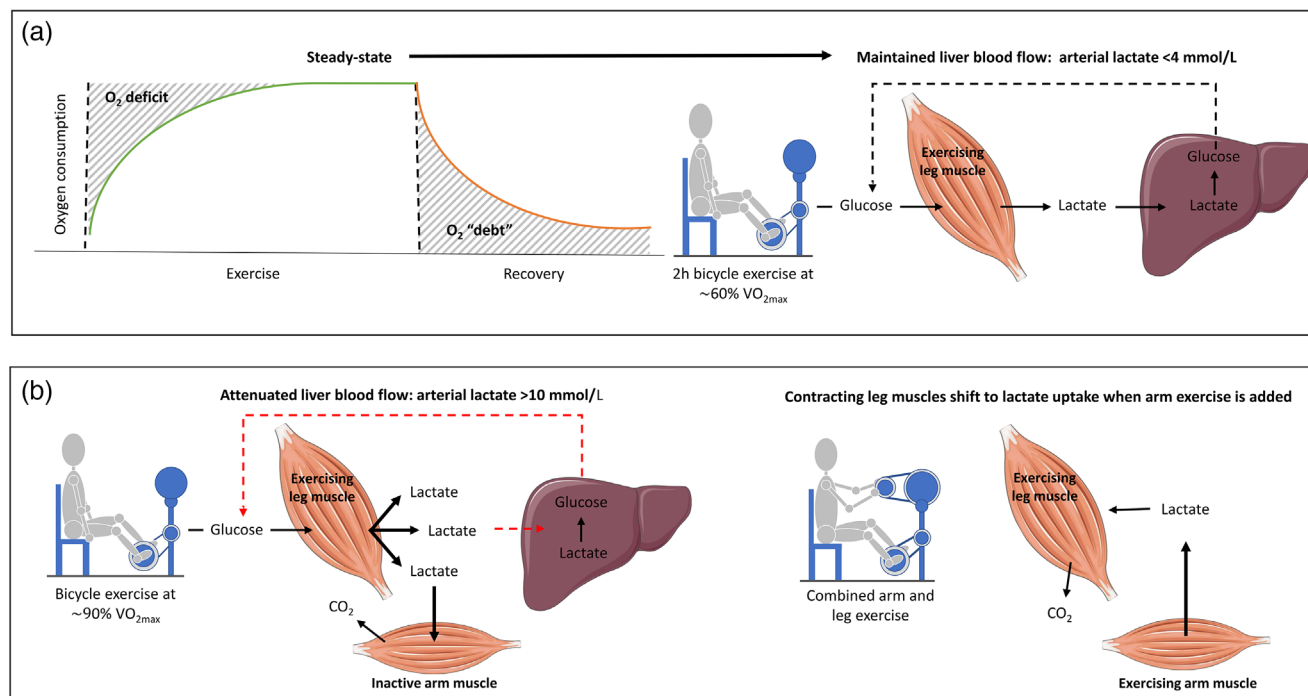 (a)
Steady-state
Maintained liver blood flow: arterial lactate <4 mmol/L
O₂ deficit
Oxygen consumption
O₂ "debt"
Exercise
Recovery
2h bicycle exercise at
~60% VO₂max
Glucose
Exercising
leg muscle
Lactate
Glucose
Lactate
(b)
Attenuated liver blood flow: arterial lactate >10 mmol/L
Bicycle exercise at
~90% VO₂max
Glucose
Exercising
leg muscle
Lactate
Lactate
Lactate
CO₂
Inactive arm muscle
Glucose
Lactate
Contracting leg muscles shift to lactate uptake when arm exercise is added
Combined arm and
leg exercise
Exercising
leg muscle
Lactate
CO₂
Exercising arm muscle